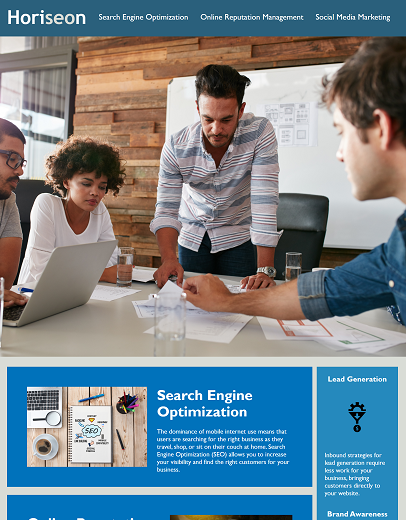 Horiseon
Search Engine Optimization
Online Reputation Management
Social Media Marketing
Search Engine
Optimization
The dominance of mobile internet use means that
users are searching for the right business as they
travel, shop, or sit on their couch at home. Search
Engine Optimization (SEO) allows you to increase
your visibility and find the right customers for your
business.
SEO
Lead Generation
Inbound strategies for
lead generation require
less work for your
business, bringing
customers directly to
your website.
Brand Awareness